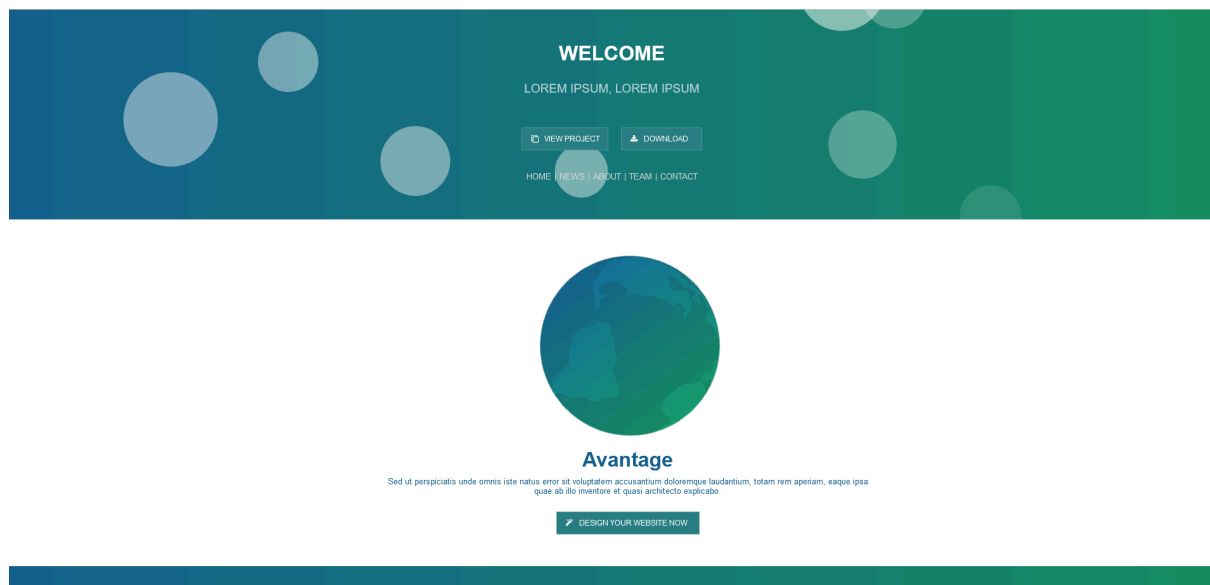 WELCOME
LOREM IPSUM, LOREM IPSUM
VIEW PROJECT
DOWNLOAD
HOME | NEWS | ABOUT | TEAM | CONTACT
Avantage
Sed ut perspiciatis unde omnis iste natus error sit voluptatem accusantium doloremque laudantium, totam rem aperiam, eaque ipsa
quae ab illo inventore et quasi architecto explicabo.
DESIGN YOUR WEBSITE NOW